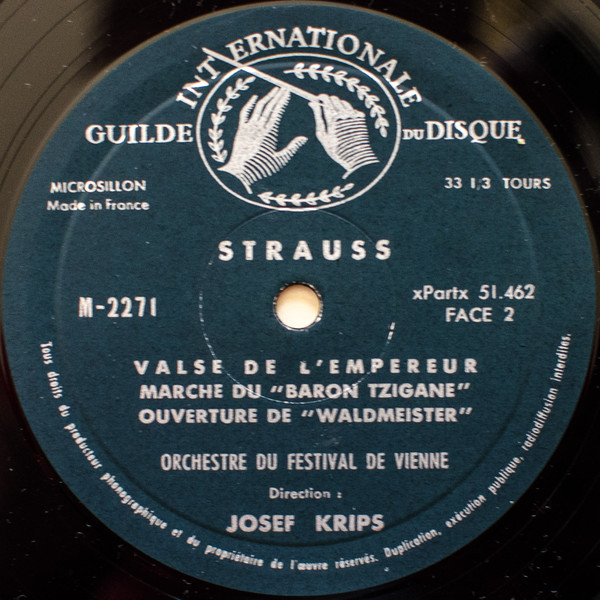 GUILDE INTERNATIONALE DU DISQUE
MICROSILLON
Made in France
33 1/3 TOURS
STRAUSS
M-2271
xPartx 51.462
FACE 2
VALSE DE L'EMPEREUR
MARCHE DU "BARON TZIGANE"
OUVERTURE DE "WALDMEISTER"
ORCHESTRE DU FESTIVAL DE VIENNE
Direction :
JOSEF KRIPS
Tous droits du producteur phonographique et du propriétaire de l'œuvre réservés. Duplication, exécution publique, radiodiffusion interdites.